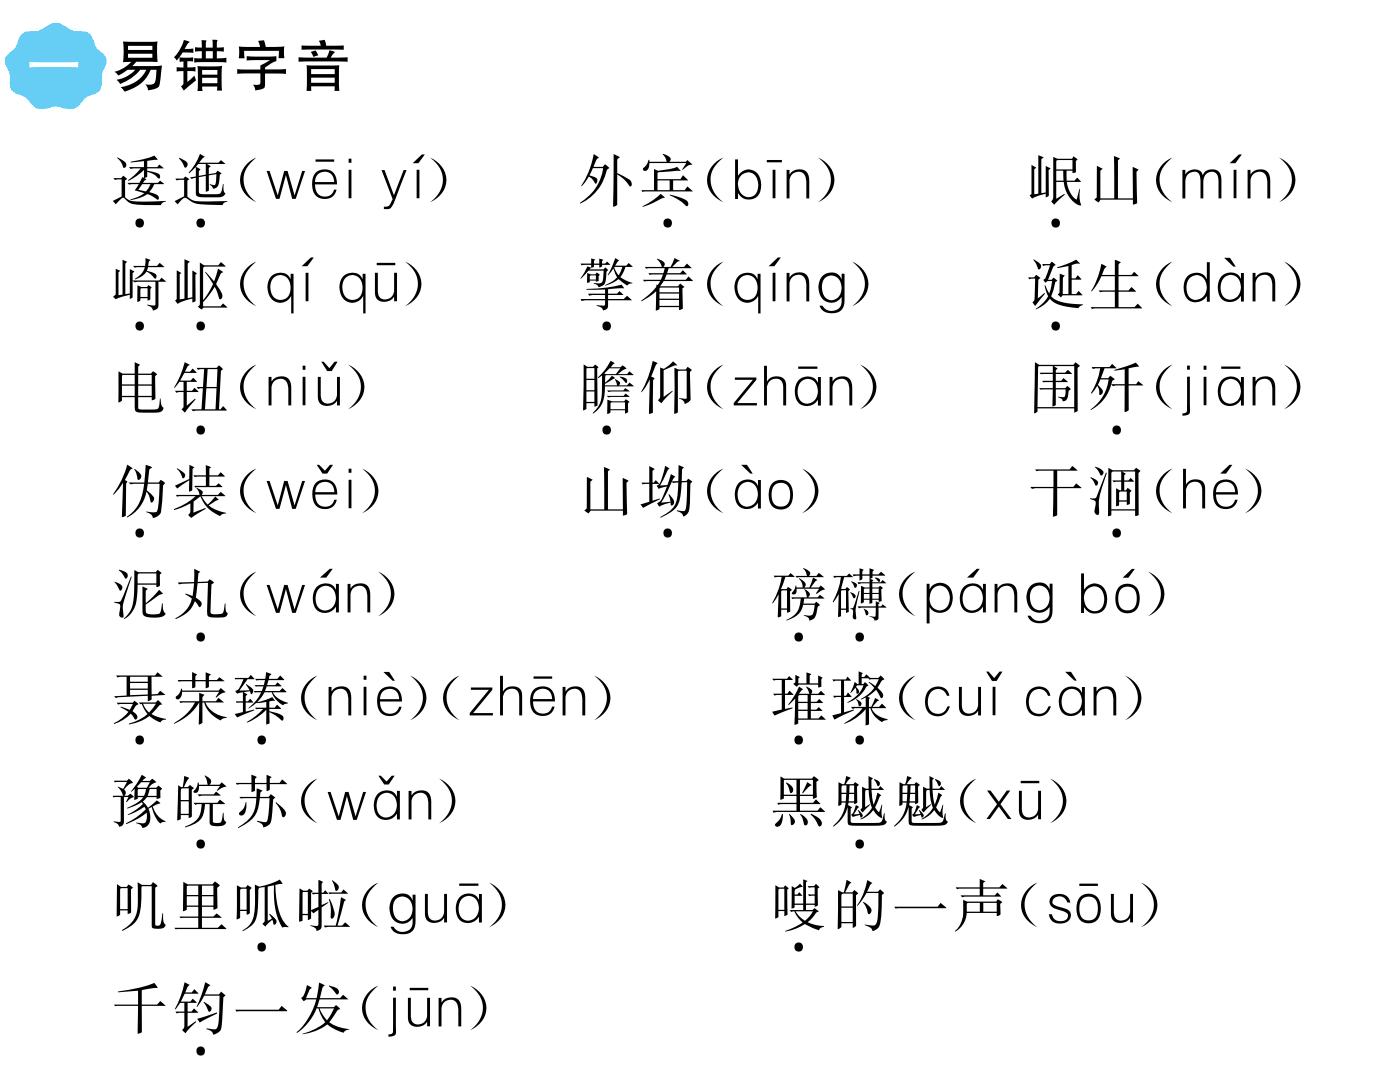 一 易错字音
逶迤(wēi yí) 外宾(bīn) 岷山(mín)
崎岖(qí qū) 擎着(qíng) 诞生(dàn)
电钮(niǔ) 瞻仰(zhān) 围歼(jiān)
伪装(wěi) 山坳(ào) 干涸(hé)
泥丸(wán) 磅礴(páng bó)
聂荣臻(niè)(zhēn) 璀璨(cuǐ càn)
豫皖苏(wǎn) 黑魆魆(xū)
叽里呱啦(guā) 嗖的一声(sōu)
千钧一发(jūn)